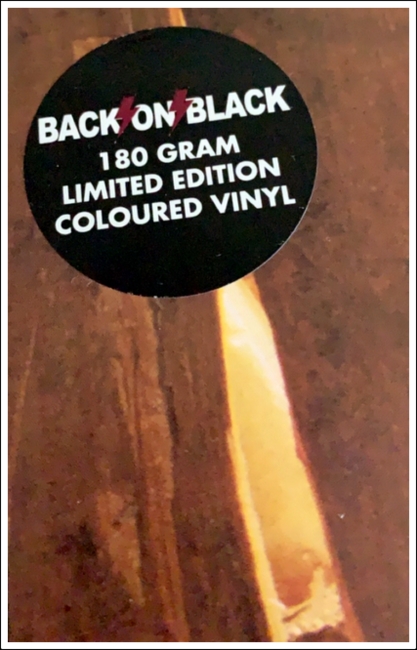 BACK ON BLACK
180 GRAM
LIMITED EDITION
COLOURED VINYL